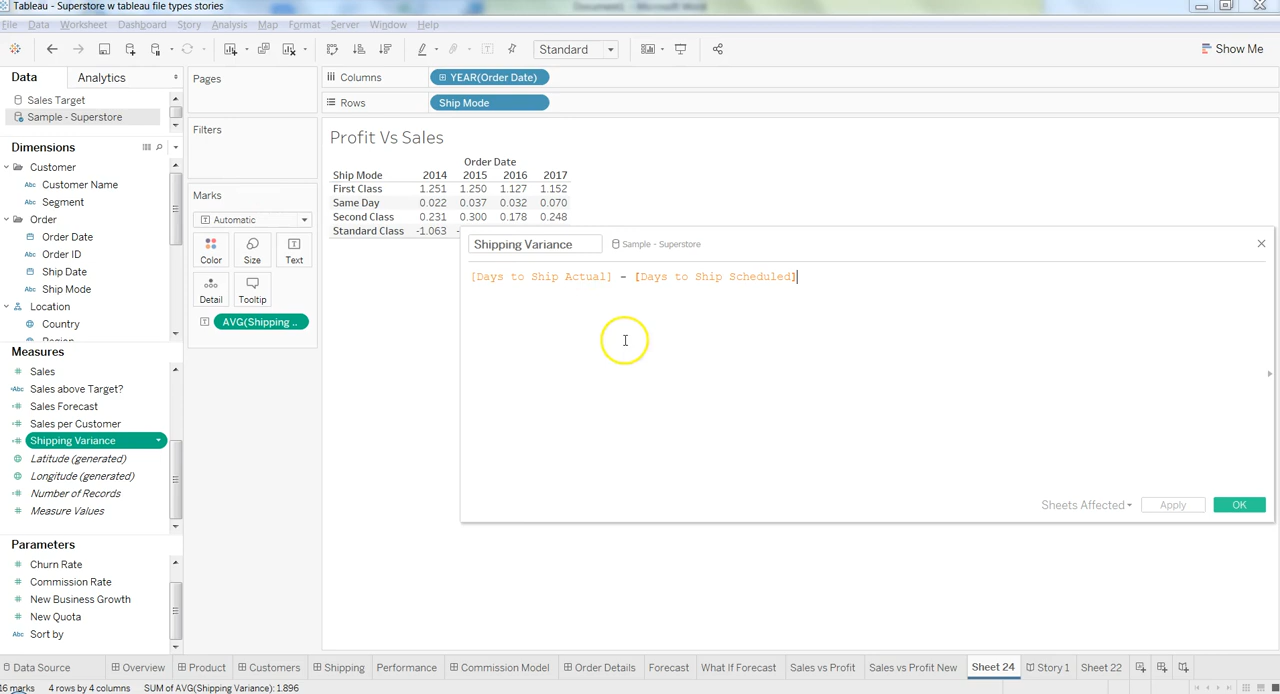 Tableau - Superstore w tableau file types stories
File Data Worksheet Dashboard Story Analysis Map Format Server Window Help
Standard
Show Me
Data Analytics
Sales Target
Sample - Superstore
Dimensions
Customer
Abc Customer Name
Abc Segment
Order
Order Date
Abc Order ID
Ship Date
Abc Ship Mode
Location
Country
Measures
Sales
=Abc Sales above Target?
=# Sales Forecast
=# Sales per Customer
=# Shipping Variance
Latitude (generated)
Longitude (generated)
=# Number of Records
# Measure Values
Parameters
# Churn Rate
# Commission Rate
# New Business Growth
# New Quota
Abc Sort by
Pages
Filters
Marks
Automatic
Color Size Text
Detail Tooltip
AVG(Shipping ..
Columns YEAR(Order Date)
Rows Ship Mode
Profit Vs Sales
Order Date
Ship Mode 2014 2015 2016 2017
First Class 1.251 1.250 1.127 1.152
Same Day 0.022 0.037 0.032 0.070
Second Class 0.231 0.300 0.178 0.248
Standard Class -1.063
Shipping Variance Sample - Superstore
[Days to Ship Actual] - [Days to Ship Scheduled]
Sheets Affected Apply OK
Data Source Overview Product Customers Shipping Performance Commission Model Order Details Forecast What If Forecast Sales vs Profit Sales vs Profit New Sheet 24 Story 1 Sheet 22
16 marks 4 rows by 4 columns SUM of AVG(Shipping Variance): 1.896